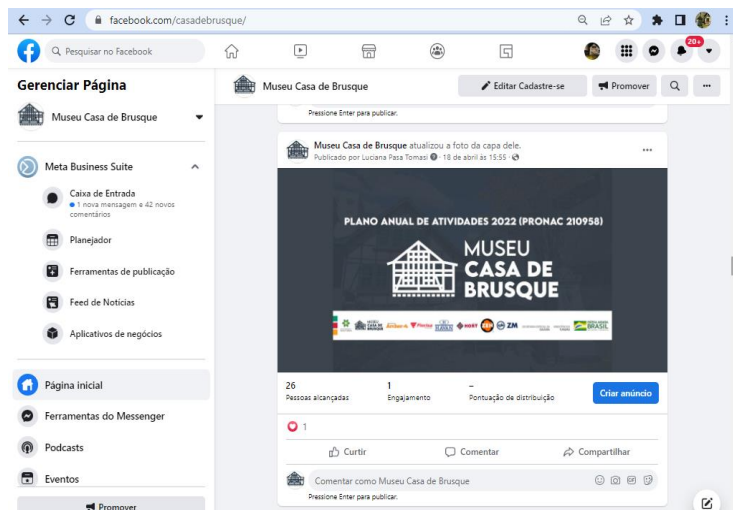 facebook.com/casadebrusque/
Pesquisar no Facebook
20+
Gerenciar Página
Museu Casa de Brusque
Museu Casa de Brusque
Editar Cadastre-se
Promover
Meta Business Suite
Caixa de Entrada
1 nova mensagem e 42 novos
comentários
Planejador
Ferramentas de publicação
Feed de Notícias
Aplicativos de negócios
Página inicial
Ferramentas do Messenger
Podcasts
Eventos
Promover
Pressione Enter para publicar.
Museu Casa de Brusque atualizou a foto da capa dele.
Publicado por Luciana Pasa Tomasi · 18 de abril às 15:55 ·
PLANO ANUAL DE ATIVIDADES 2022 (PRONAC 210958)
MUSEU
CASA DE
BRUSQUE
HORT
ZM
BRASIL
26
Pessoas alcançadas
1
Engajamento
–
Pontuação de distribuição
Criar anúncio
1
Curtir
Comentar
Compartilhar
Comentar como Museu Casa de Brusque
GIF
Pressione Enter para publicar.